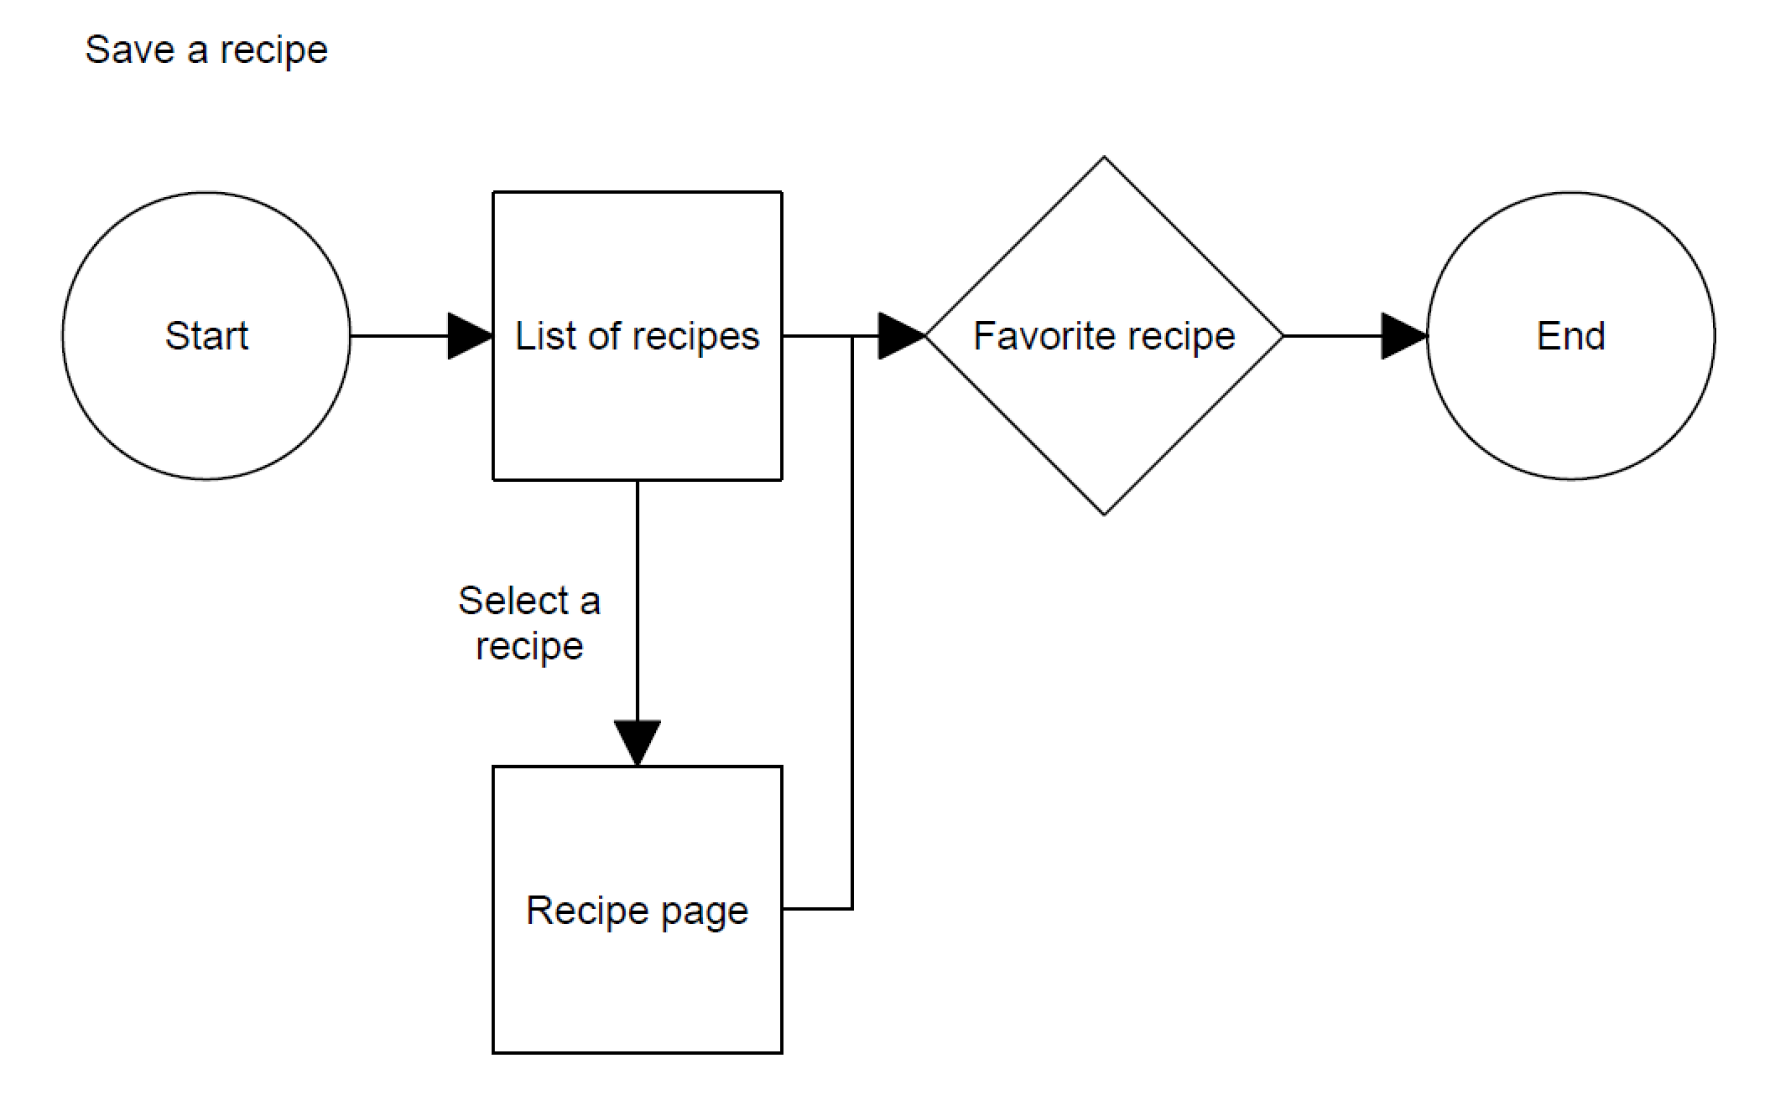 Save a recipe
Start
List of recipes
Favorite recipe
End
Select a
recipe
Recipe page